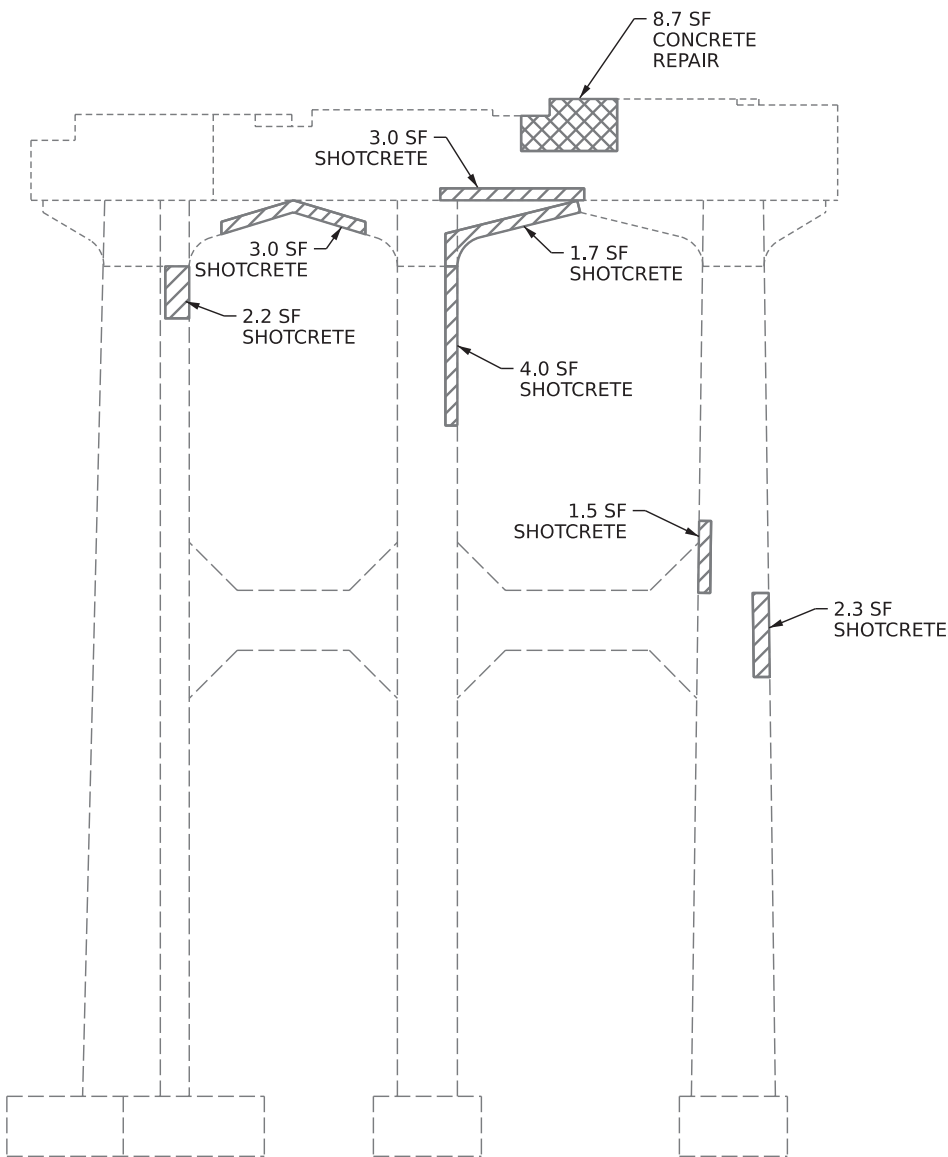 8.7 SF
CONCRETE
REPAIR
3.0 SF
SHOTCRETE
3.0 SF
SHOTCRETE
1.7 SF
SHOTCRETE
2.2 SF
SHOTCRETE
4.0 SF
SHOTCRETE
1.5 SF
SHOTCRETE
2.3 SF
SHOTCRETE